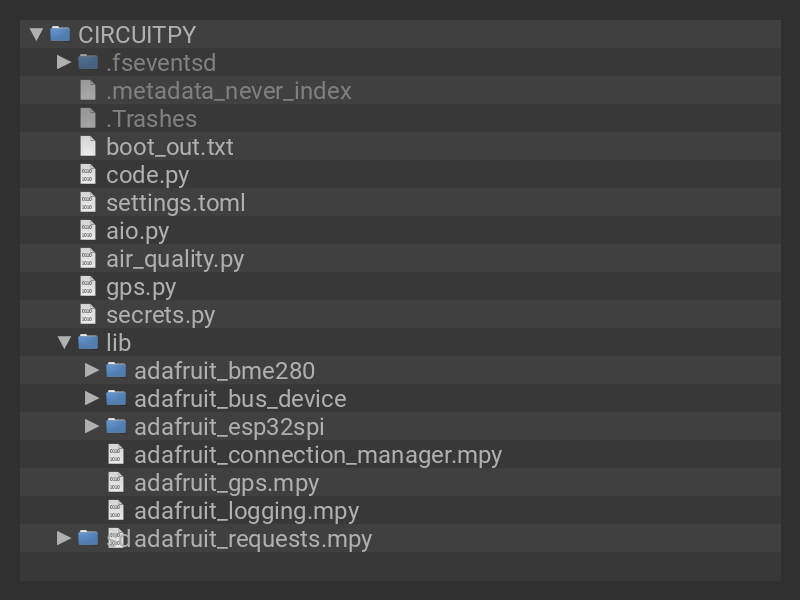 CIRCUITPY
.fseventsd
.metadata_never_index
.Trashes
boot_out.txt
code.py
settings.toml
aio.py
air_quality.py
gps.py
secrets.py
lib
adafruit_bme280
adafruit_bus_device
adafruit_esp32spi
adafruit_connection_manager.mpy
adafruit_gps.mpy
adafruit_logging.mpy
sd adafruit_requests.mpy